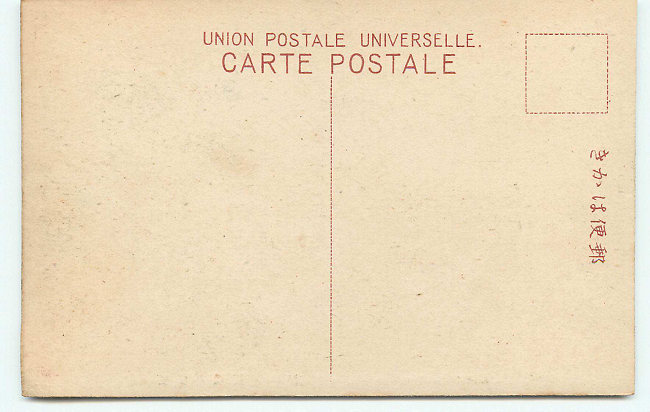 UNION POSTALE UNIVERSELLE.
CARTE POSTALE
きかは便郵